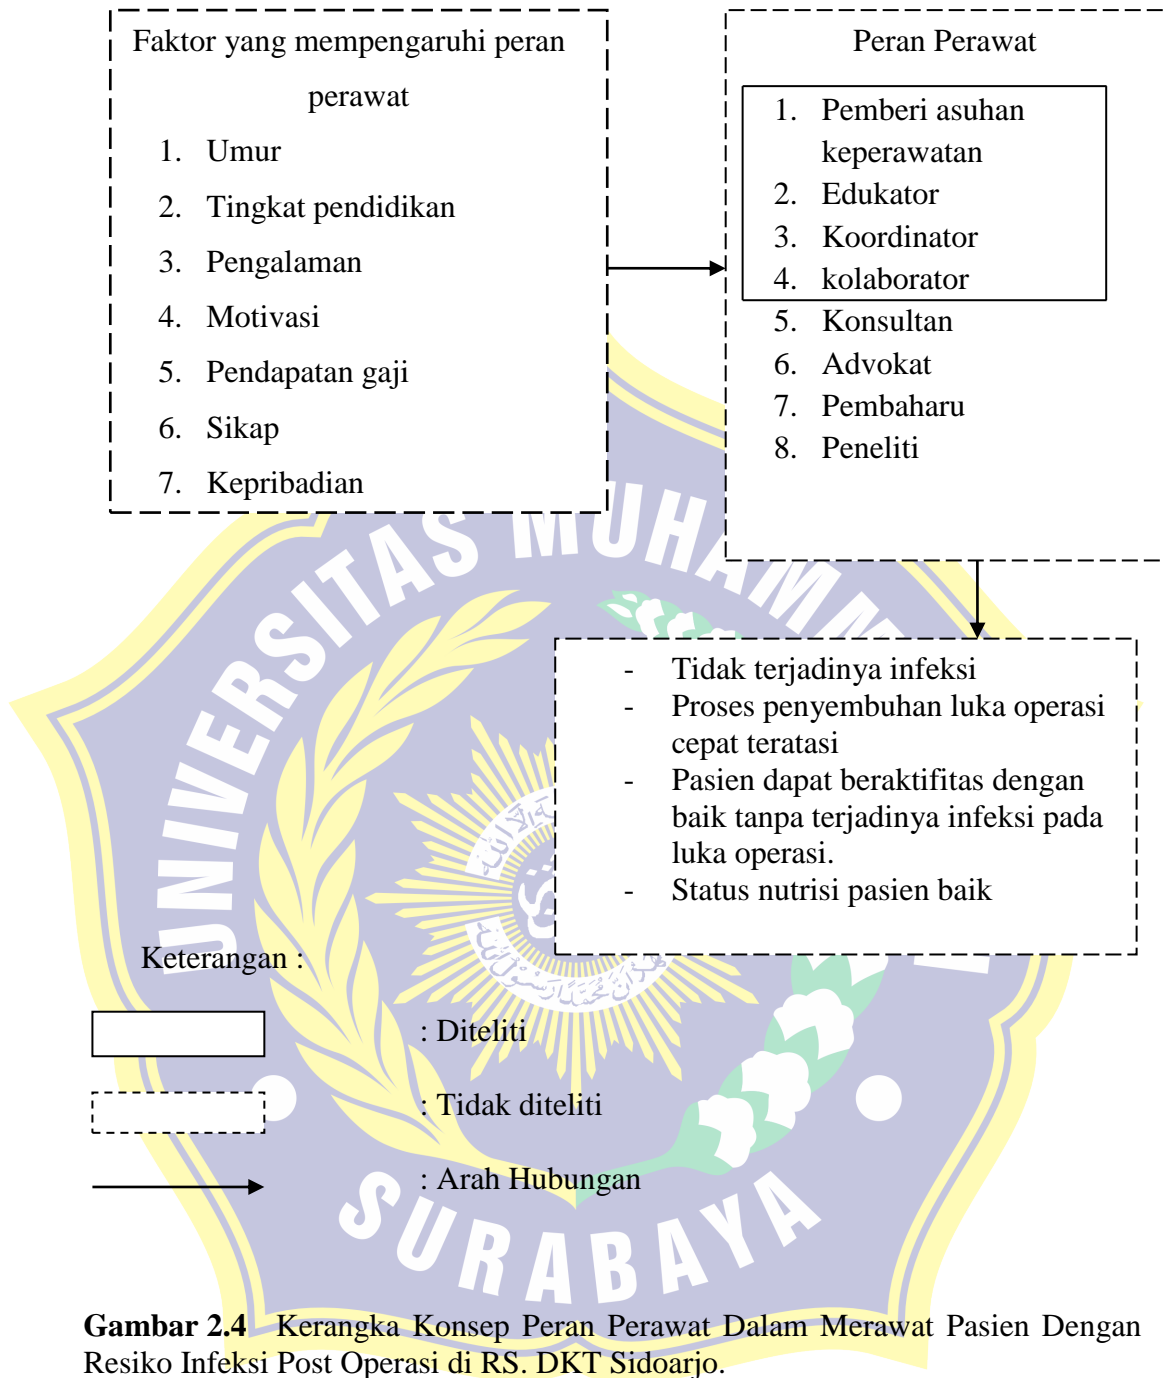 Faktor yang mempengaruhi peran
perawat
1. Umur
2. Tingkat pendidikan
3. Pengalaman
4. Motivasi
5. Pendapatan gaji
6. Sikap
7. Kepribadian
Peran Perawat
1. Pemberi asuhan
keperawatan
2. Edukator
3. Koordinator
4. kolaborator
5. Konsultan
6. Advokat
7. Pembaharu
8. Peneliti
- Tidak terjadinya infeksi
- Proses penyembuhan luka operasi
cepat teratasi
- Pasien dapat beraktifitas dengan
baik tanpa terjadinya infeksi pada
luka operasi.
- Status nutrisi pasien baik
Keterangan :
: Diteliti
: Tidak diteliti
: Arah Hubungan
UNIVERSITAS MUHAMM
SURABAYA
Gambar 2.4 Kerangka Konsep Peran Perawat Dalam Merawat Pasien Dengan
Resiko Infeksi Post Operasi di RS. DKT Sidoarjo.